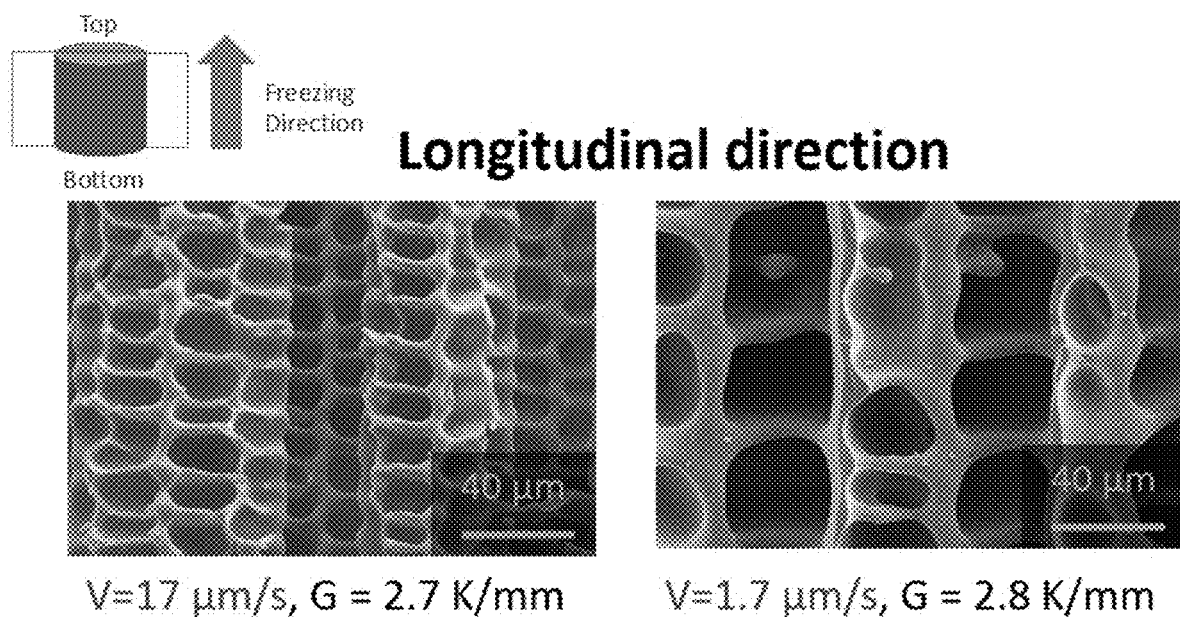 Top
Freezing
Direction
Longitudinal direction
Bottom
40 μm
40 μm
V=17 μm/s, G = 2.7 K/mm
V=1.7 μm/s, G = 2.8 K/mm